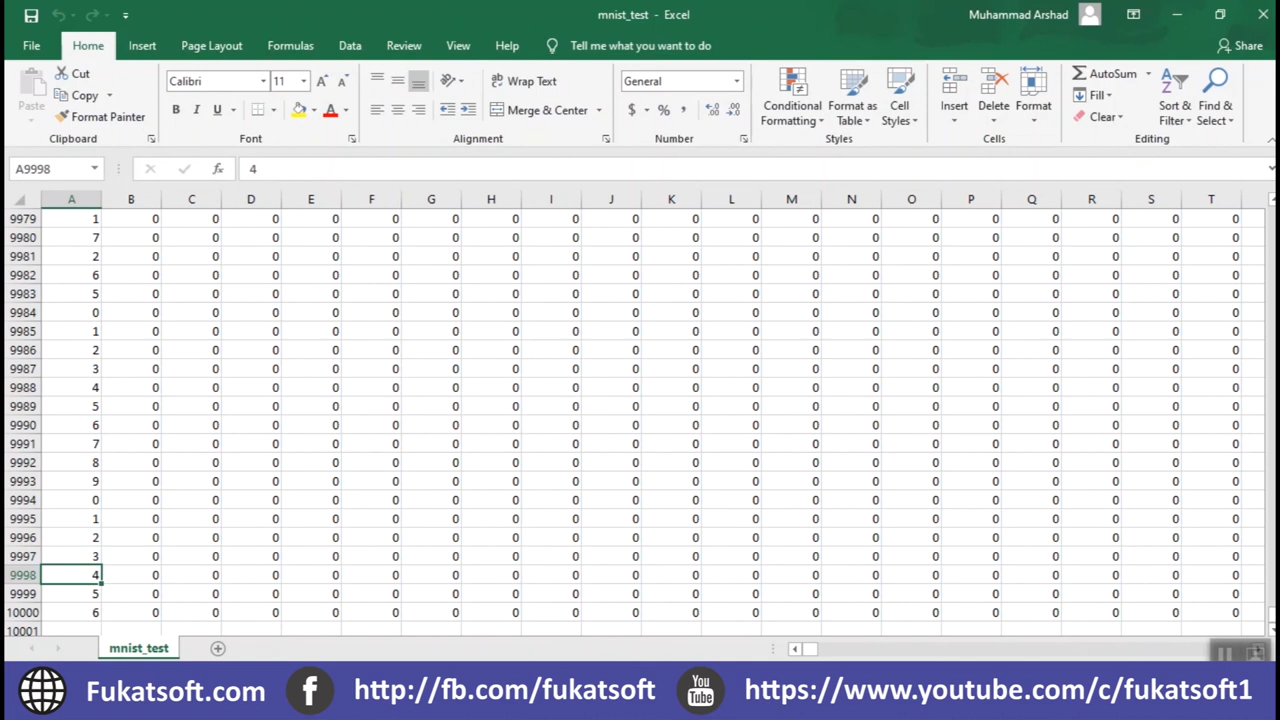 mnist_test - Excel
Muhammad Arshad
File Home Insert Page Layout Formulas Data Review View Help Tell me what you want to do Share
Paste
Cut
Copy
Format Painter
Clipboard
Calibri 11
B I U A
Font
Wrap Text
Merge & Center
Alignment
General
$ % ,
Number
Conditional Formatting
Format as Table
Cell Styles
Styles
Insert
Delete
Format
Cells
AutoSum
Fill
Clear
Sort & Filter
Find & Select
Editing
A9998 fx 4
A B C D E F G H I J K L M N O P Q R S T
9979 1 0 0 0 0 0 0 0 0 0 0 0 0 0 0 0 0 0 0 0
9980 7 0 0 0 0 0 0 0 0 0 0 0 0 0 0 0 0 0 0 0
9981 2 0 0 0 0 0 0 0 0 0 0 0 0 0 0 0 0 0 0 0
9982 6 0 0 0 0 0 0 0 0 0 0 0 0 0 0 0 0 0 0 0
9983 5 0 0 0 0 0 0 0 0 0 0 0 0 0 0 0 0 0 0 0
9984 0 0 0 0 0 0 0 0 0 0 0 0 0 0 0 0 0 0 0 0
9985 1 0 0 0 0 0 0 0 0 0 0 0 0 0 0 0 0 0 0 0
9986 2 0 0 0 0 0 0 0 0 0 0 0 0 0 0 0 0 0 0 0
9987 3 0 0 0 0 0 0 0 0 0 0 0 0 0 0 0 0 0 0 0
9988 4 0 0 0 0 0 0 0 0 0 0 0 0 0 0 0 0 0 0 0
9989 5 0 0 0 0 0 0 0 0 0 0 0 0 0 0 0 0 0 0 0
9990 6 0 0 0 0 0 0 0 0 0 0 0 0 0 0 0 0 0 0 0
9991 7 0 0 0 0 0 0 0 0 0 0 0 0 0 0 0 0 0 0 0
9992 8 0 0 0 0 0 0 0 0 0 0 0 0 0 0 0 0 0 0 0
9993 9 0 0 0 0 0 0 0 0 0 0 0 0 0 0 0 0 0 0 0
9994 0 0 0 0 0 0 0 0 0 0 0 0 0 0 0 0 0 0 0 0
9995 1 0 0 0 0 0 0 0 0 0 0 0 0 0 0 0 0 0 0 0
9996 2 0 0 0 0 0 0 0 0 0 0 0 0 0 0 0 0 0 0 0
9997 3 0 0 0 0 0 0 0 0 0 0 0 0 0 0 0 0 0 0 0
9998 4 0 0 0 0 0 0 0 0 0 0 0 0 0 0 0 0 0 0 0
9999 5 0 0 0 0 0 0 0 0 0 0 0 0 0 0 0 0 0 0 0
10000 6 0 0 0 0 0 0 0 0 0 0 0 0 0 0 0 0 0 0 0
10001
mnist_test
Fukatsoft.com f http://fb.com/fukatsoft You Tube https://www.youtube.com/c/fukatsoft1